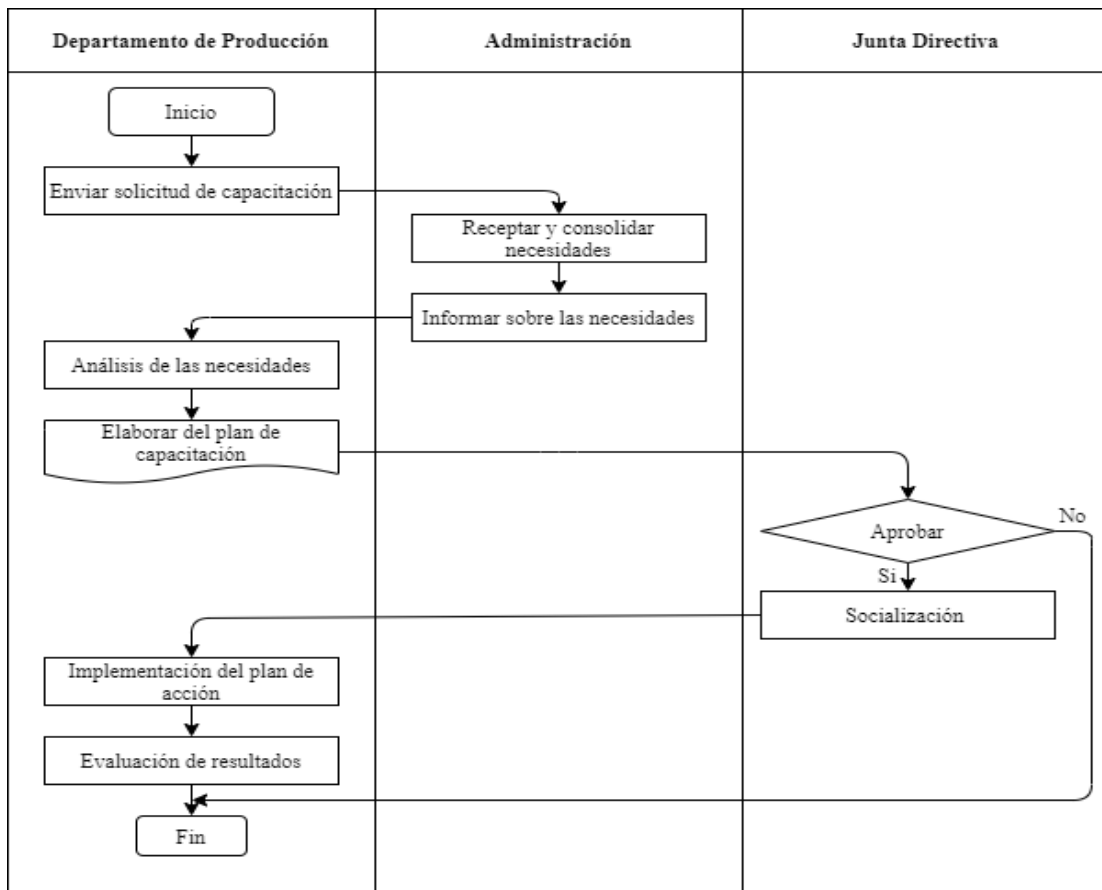 Departamento de Producción
Administración
Junta Directiva
Inicio
Enviar solicitud de capacitación
Receptar y consolidar
necesidades
Informar sobre las necesidades
Análisis de las necesidades
Elaborar del plan de
capacitación
Aprobar
No
Si
Socialización
Implementación del plan de
acción
Evaluación de resultados
Fin